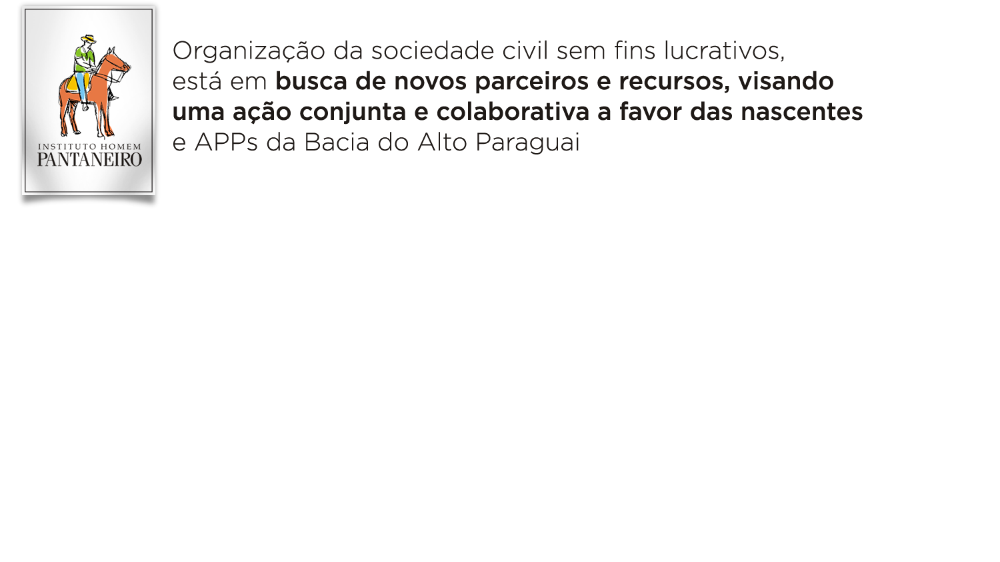 INSTITUTO HOMEM
PANTANEIRO
Organização da sociedade civil sem fins lucrativos,
está em busca de novos parceiros e recursos, visando
uma ação conjunta e colaborativa a favor das nascentes
e APPs da Bacia do Alto Paraguai